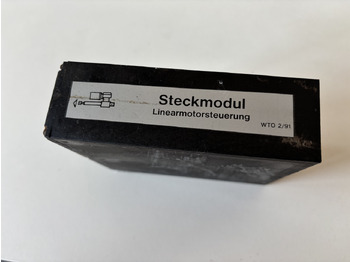 Steckmodul
Linearmotorsteuerung
WTO 2/91